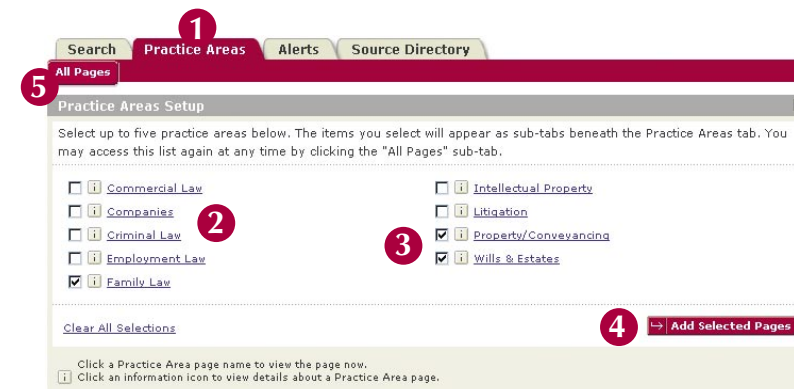 1
Search Practice Areas Alerts Source Directory
5 All Pages
Practice Areas Setup
Select up to five practice areas below. The items you select will appear as sub-tabs beneath the Practice Areas tab. You
may access this list again at any time by clicking the "All Pages" sub-tab.
i Commercial Law
i Companies
i Criminal Law
i Employment Law
i Family Law
2
i Intellectual Property
i Litigation
i Property/Conveyancing
i Wills & Estates
3
Clear All Selections
4 Add Selected Pages
Click a Practice Area page name to view the page now.
i Click an information icon to view details about a Practice Area page.